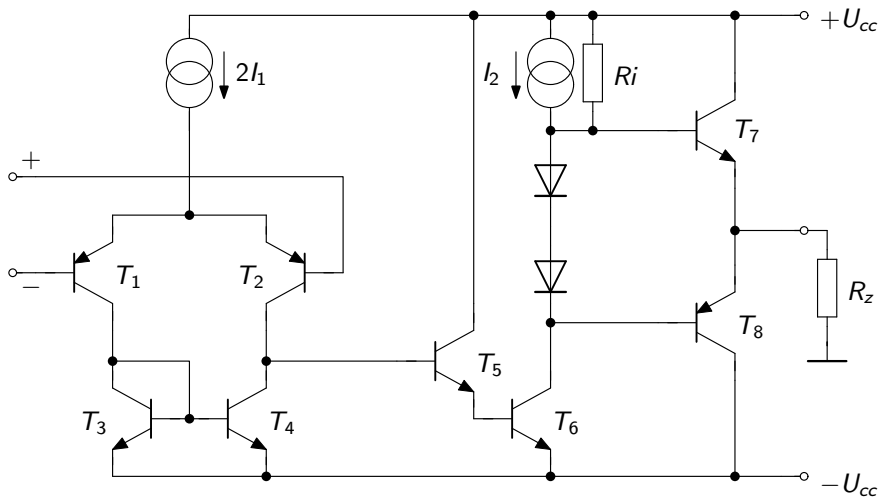 +U_cc
2I_1
I_2
Ri
T_7
+
T_1
T_2
−
R_z
T_8
T_5
T_3
T_4
T_6
−U_cc